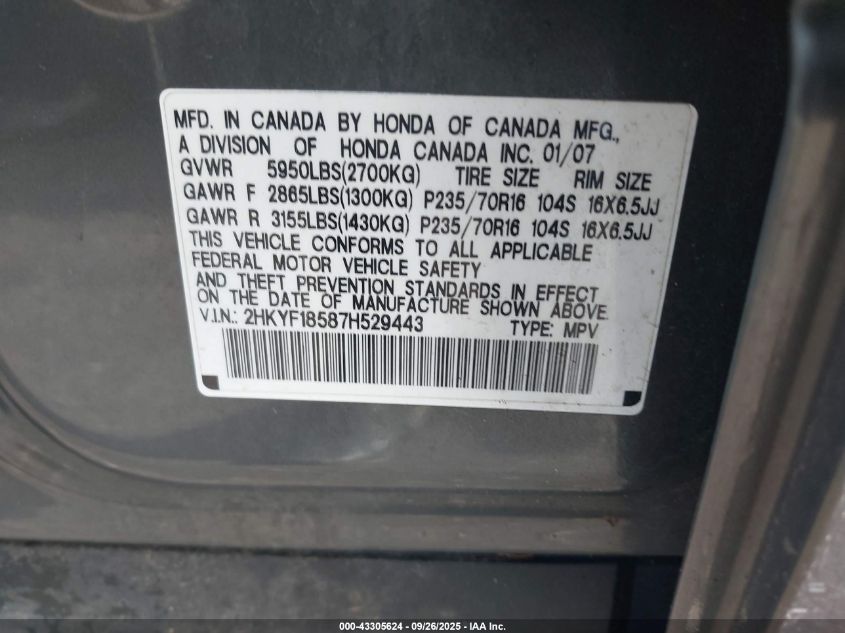 MFD. IN CANADA BY HONDA OF CANADA MFG.,
A DIVISION OF HONDA CANADA INC. 01/07
GVWR 5950LBS(2700KG) TIRE SIZE RIM SIZE
GAWR F 2865LBS(1300KG) P235/70R16 104S 16X6.5JJ
GAWR R 3155LBS(1430KG) P235/70R16 104S 16X6.5JJ
THIS VEHICLE CONFORMS TO ALL APPLICABLE
FEDERAL MOTOR VEHICLE SAFETY
AND THEFT PREVENTION STANDARDS IN EFFECT
ON THE DATE OF MANUFACTURE SHOWN ABOVE.
V.I.N.: 2HKYF18587H529443 TYPE: MPV
000-43305624 - 09/26/2025 - IAA Inc.